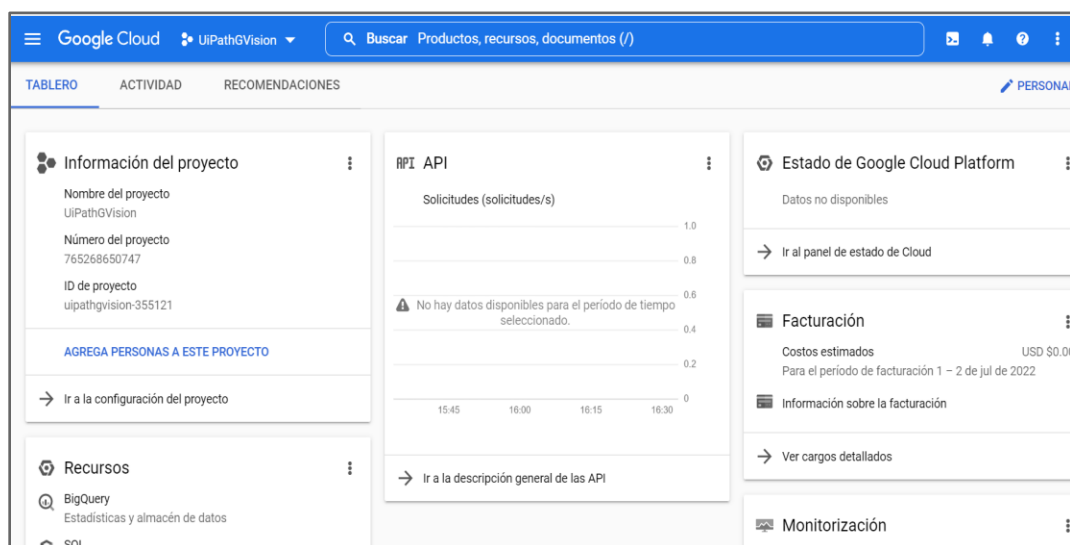 Google Cloud UiPathGVision Buscar Productos, recursos, documentos (/)
TABLERO ACTIVIDAD RECOMENDACIONES PERSONAL
Información del proyecto
Nombre del proyecto
UiPathGVision
Número del proyecto
765268650747
ID de proyecto
uipathgvision-355121
AGREGA PERSONAS A ESTE PROYECTO
Ir a la configuración del proyecto
Recursos
BigQuery
Estadísticas y almacén de datos
SQL
API API
Solicitudes (solicitudes/s)
1.0
0.8
0.6
0.4
0.2
0
No hay datos disponibles para el período de tiempo
seleccionado.
15:45 16:00 16:15 16:30
Ir a la descripción general de las API
Estado de Google Cloud Platform
Datos no disponibles
Ir al panel de estado de Cloud
Facturación
Costos estimados USD $0.00
Para el período de facturación 1 – 2 de jul de 2022
Información sobre la facturación
Ver cargos detallados
Monitorización